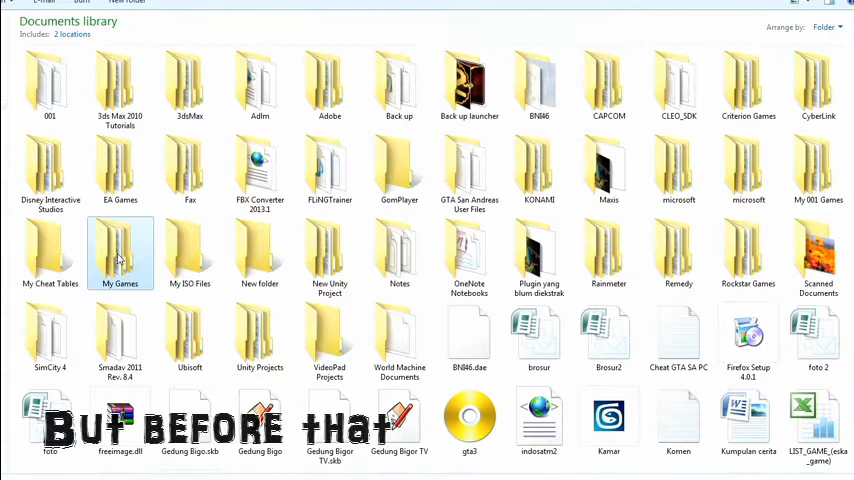 E-mail Burn New folder
Documents library
Includes: 2 locations
Arrange by: Folder
001 3ds Max 2010 Tutorials 3dsMax Adlm Adobe Back up Back up launcher BNI46 CAPCOM CLEO_SDK Criterion Games CyberLink
Disney Interactive Studios EA Games Fax FBX Converter 2013.1 FLiNGTrainer GomPlayer GTA San Andreas User Files KONAMI Maxis microsoft microsoft My 001 Games
My Cheat Tables My Games My ISO Files New folder New Unity Project Notes OneNote Notebooks Plugin yang blum diekstrak Rainmeter Remedy Rockstar Games Scanned Documents
SimCity 4 Smadav 2011 Rev. 8.4 Ubisoft Unity Projects VideoPad Projects World Machine Documents BNI46.dae brosur Brosur2 Cheat GTA SA PC Firefox Setup 4.0.1 foto 2
But before that
foto freeimage.dll Gedung Bigor.skb Gedung Bigo Gedung Bigor TV.skb Gedung Bigor TV gta3 indosatm2 Kamar Komen Kumpulan cerita LIST_GAME_(eska_game)